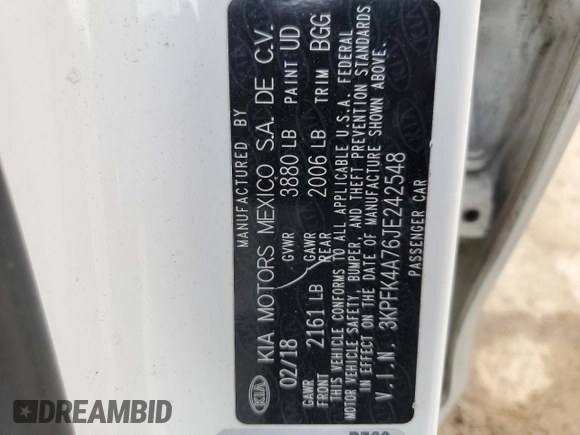 MANUFACTURED BY
KIA KIA MOTORS MEXICO S.A. DE C.V.
02/18 GVWR 3880 LB PAINT UD
GAWR FRONT 2161 LB GAWR REAR 2006 LB TRIM BGG
THIS VEHICLE CONFORMS TO ALL APPLICABLE U.S.A. FEDERAL
MOTOR VEHICLE SAFETY, BUMPER, AND THEFT PREVENTION STANDARDS
IN EFFECT ON THE DATE OF MANUFACTURE SHOWN ABOVE.
V.I.N. 3KPFK4A76JE242548
PASSENGER CAR
DREAMBID